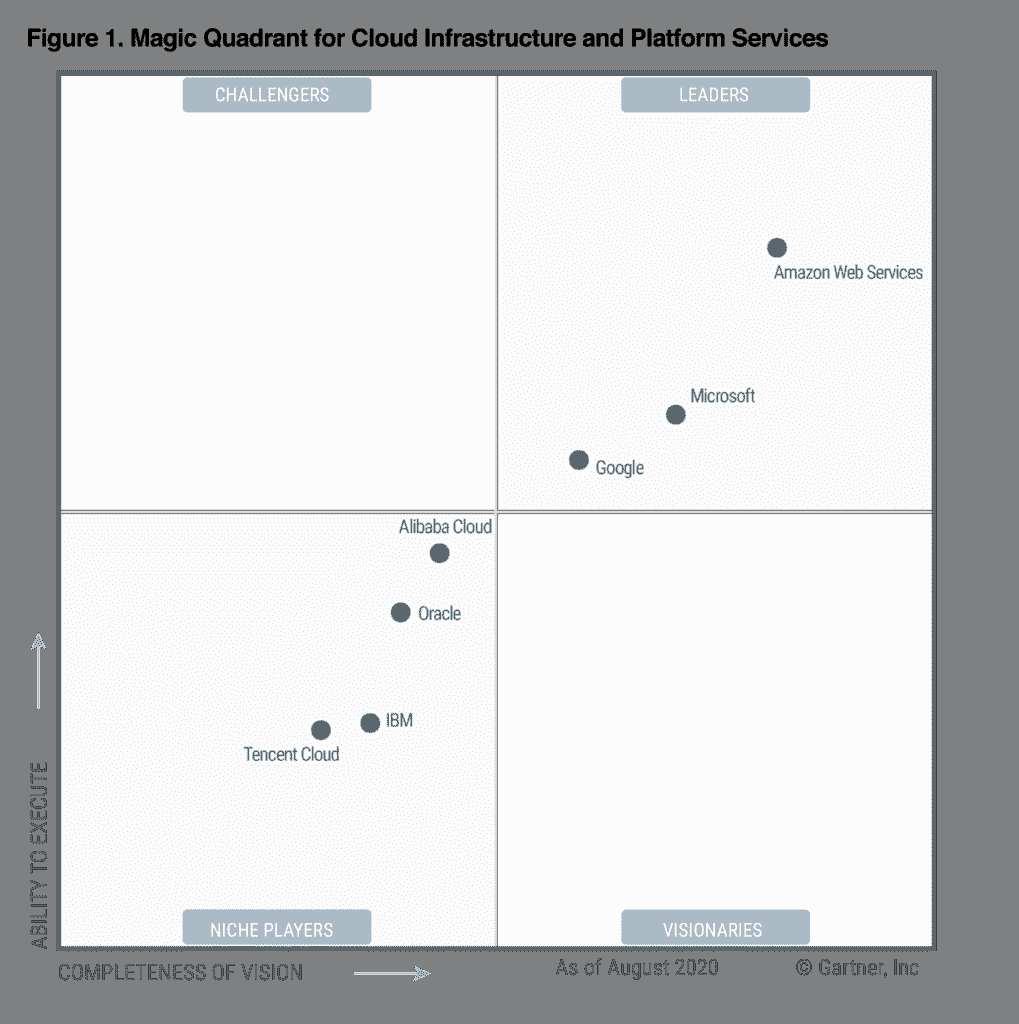 Figure 1. Magic Quadrant for Cloud Infrastructure and Platform Services
CHALLENGERS
LEADERS
Amazon Web Services
Microsoft
Google
Alibaba Cloud
Oracle
IBM
Tencent Cloud
ABILITY TO EXECUTE
NICHE PLAYERS
VISIONARIES
COMPLETENESS OF VISION
As of August 2020
© Gartner, Inc